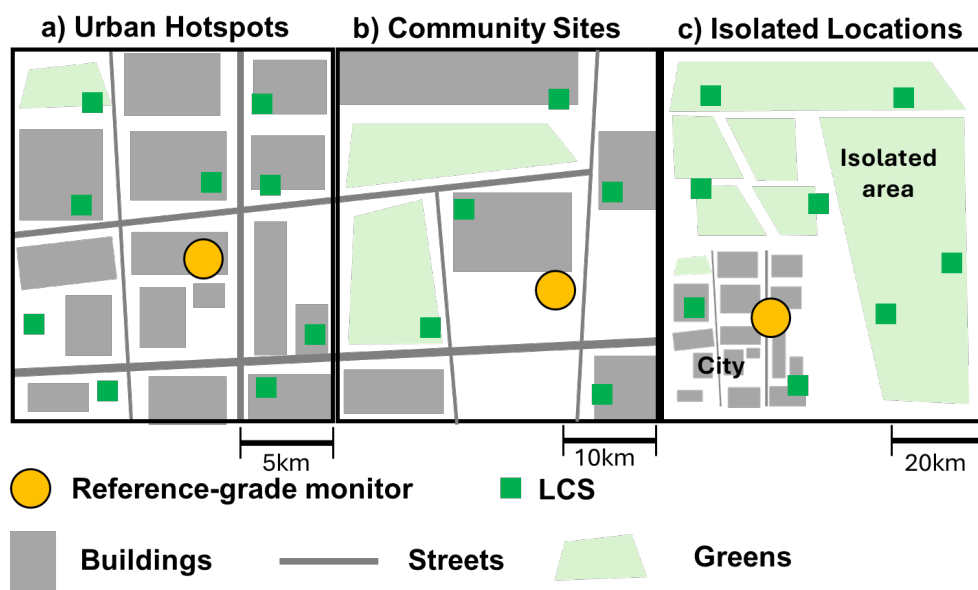 a) Urban Hotspots
b) Community Sites
c) Isolated Locations
Isolated
area
City
5km
10km
20km
Reference-grade monitor
LCS
Buildings
Streets
Greens